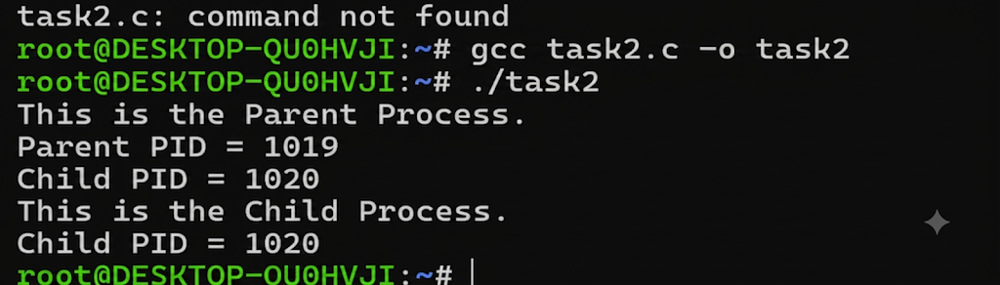 task2.c: command not found
root@DESKTOP-QU0HVJI:~# gcc task2.c -o task2
root@DESKTOP-QU0HVJI:~# ./task2
This is the Parent Process.
Parent PID = 1019
Child PID = 1020
This is the Child Process.
Child PID = 1020
root@DESKTOP-QU0HVJI:~#